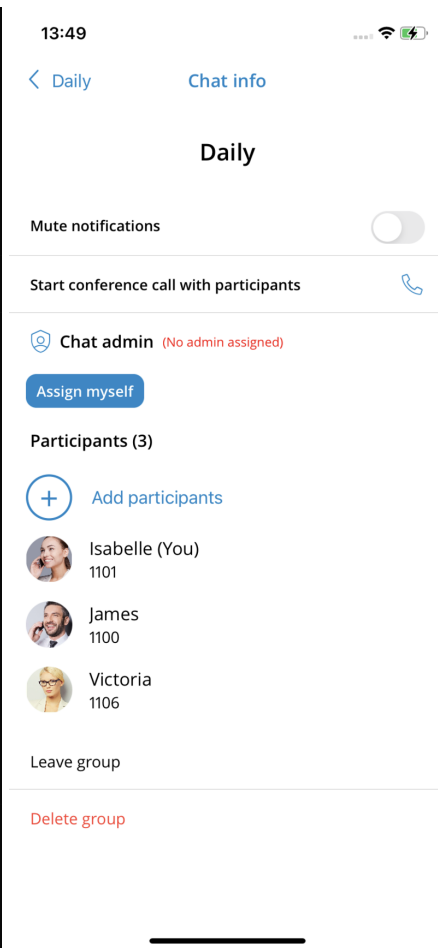 13:49
Daily
Chat info
Daily
Mute notifications
Start conference call with participants
Chat admin (No admin assigned)
Assign myself
Participants (3)
Add participants
Isabelle (You)
1101
James
1100
Victoria
1106
Leave group
Delete group